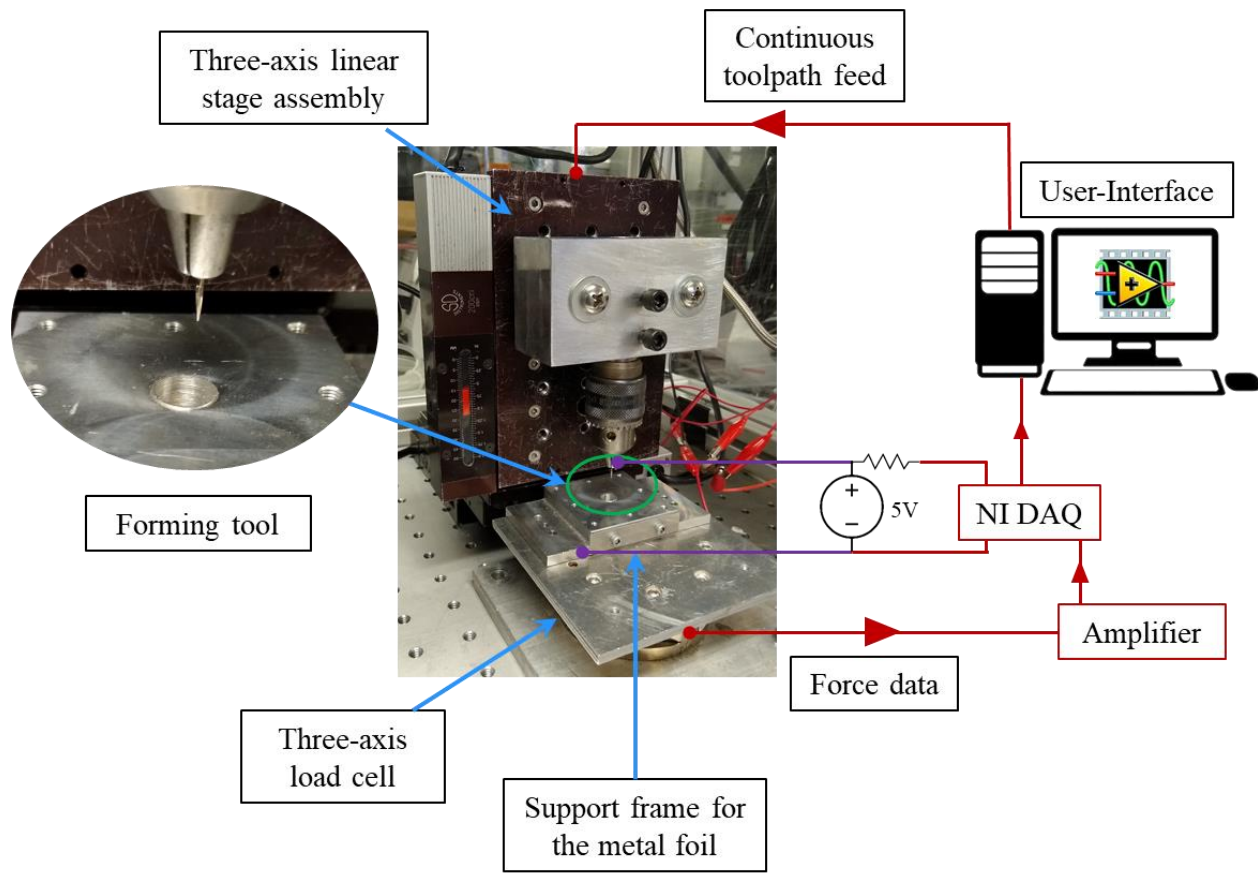 Three-axis linear
stage assembly
Continuous
toolpath feed
User-Interface
Forming tool
+
−
5V
NI DAQ
Amplifier
Force data
Three-axis
load cell
Support frame for
the metal foil